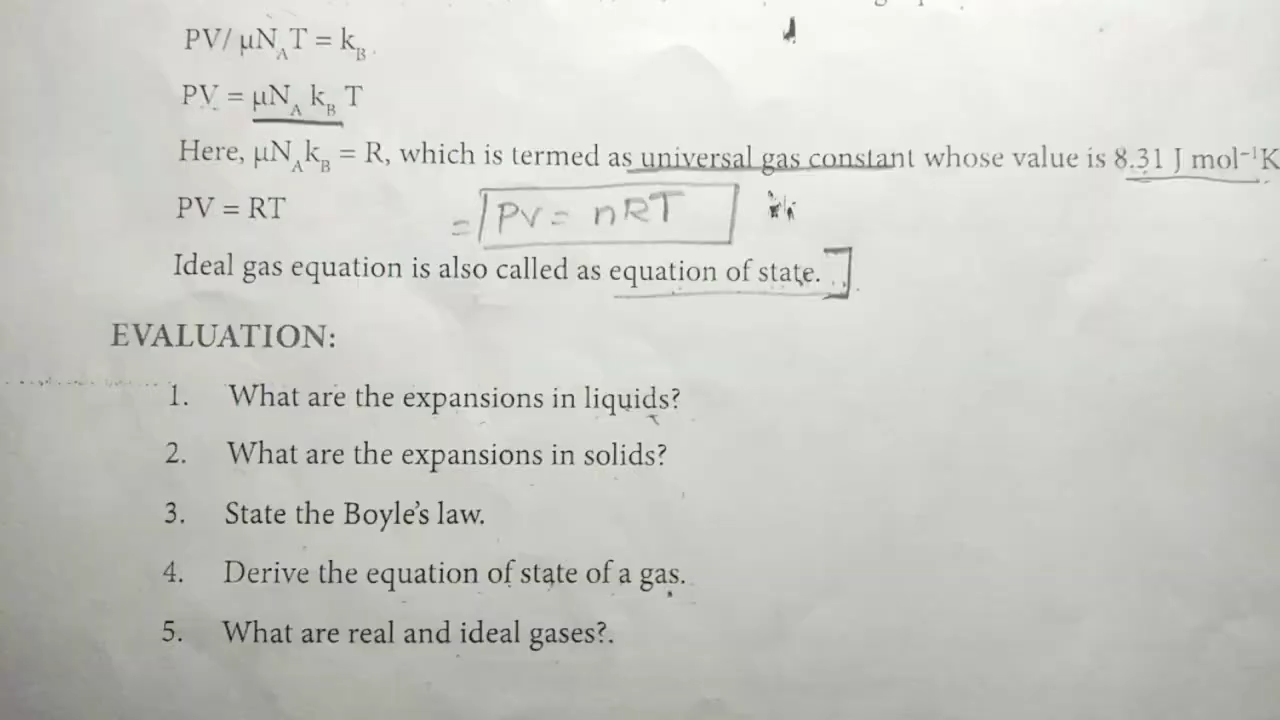 PV/ μN_A T = k_B
PV = μN_A k_B T
Here, μN_A k_B = R, which is termed as universal gas constant whose value is 8.31 J mol⁻¹K
PV = RT = PV = nRT
Ideal gas equation is also called as equation of state.
EVALUATION:
1. What are the expansions in liquids?
2. What are the expansions in solids?
3. State the Boyle's law.
4. Derive the equation of state of a gas.
5. What are real and ideal gases?.